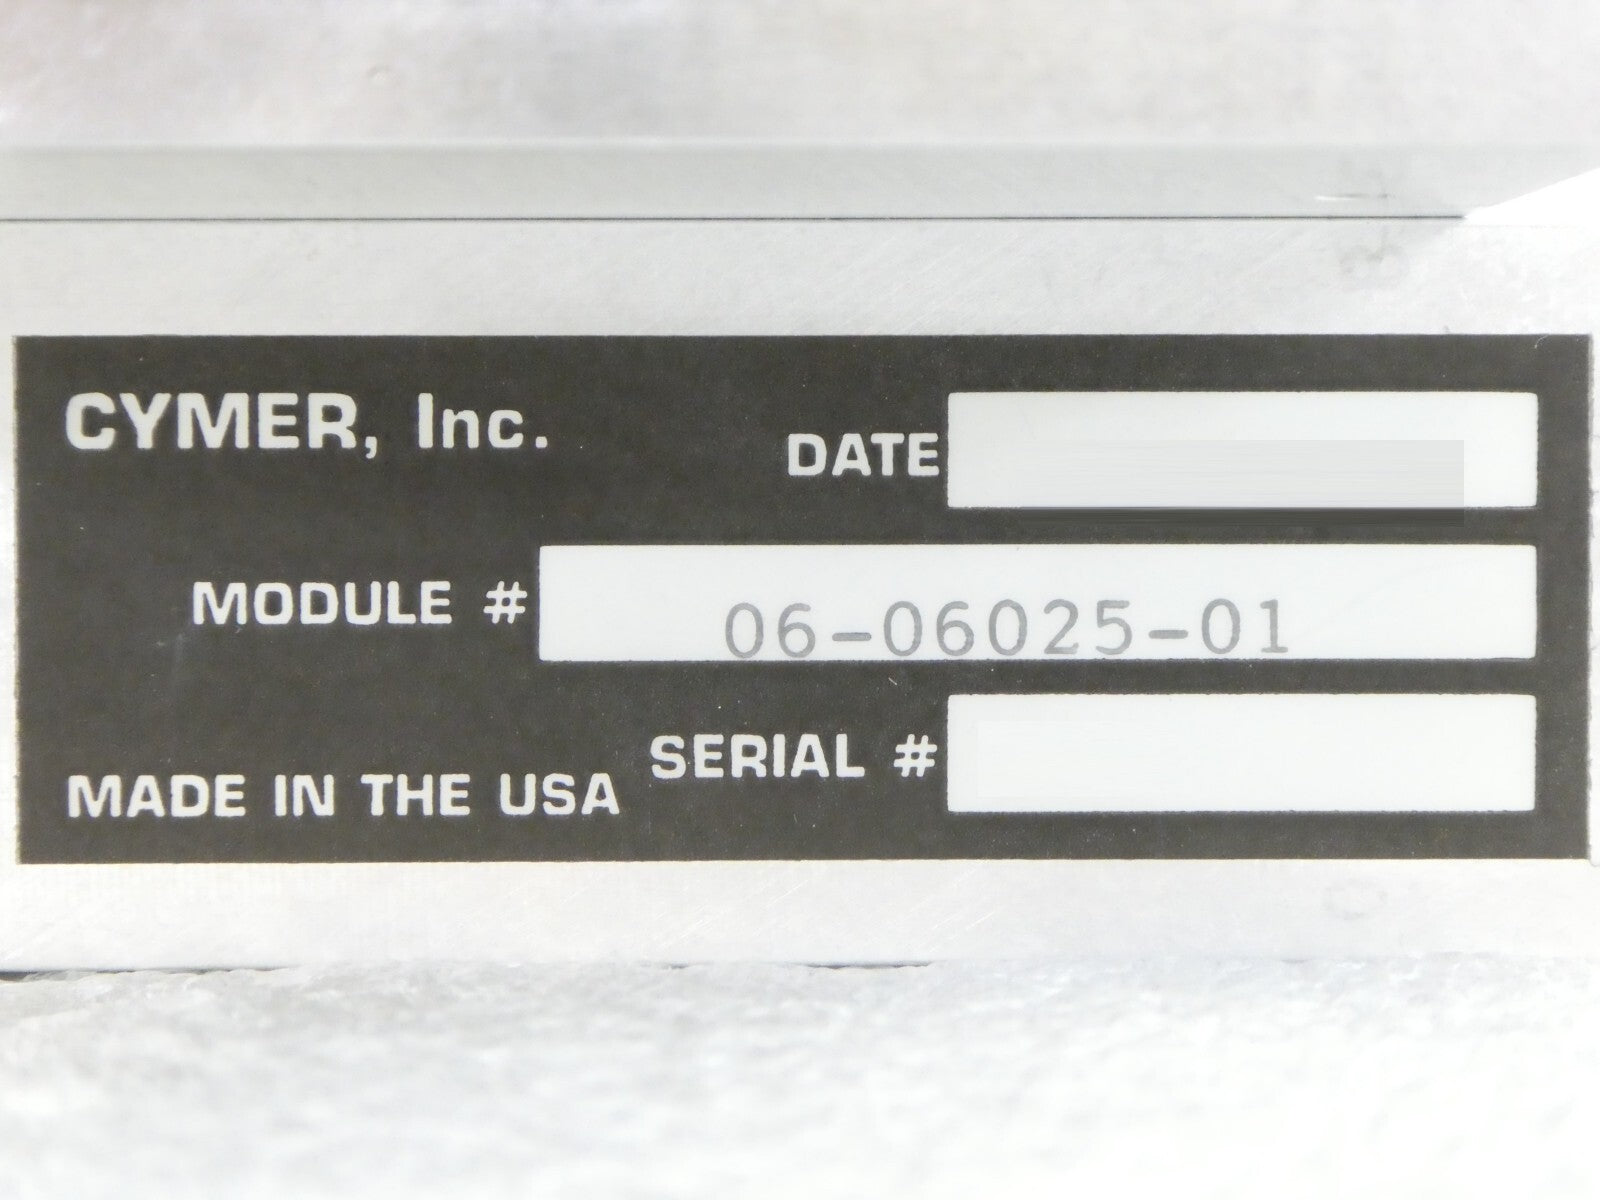 CYMER, Inc.
DATE
MODULE # 06-06025-01
SERIAL #
MADE IN THE USA